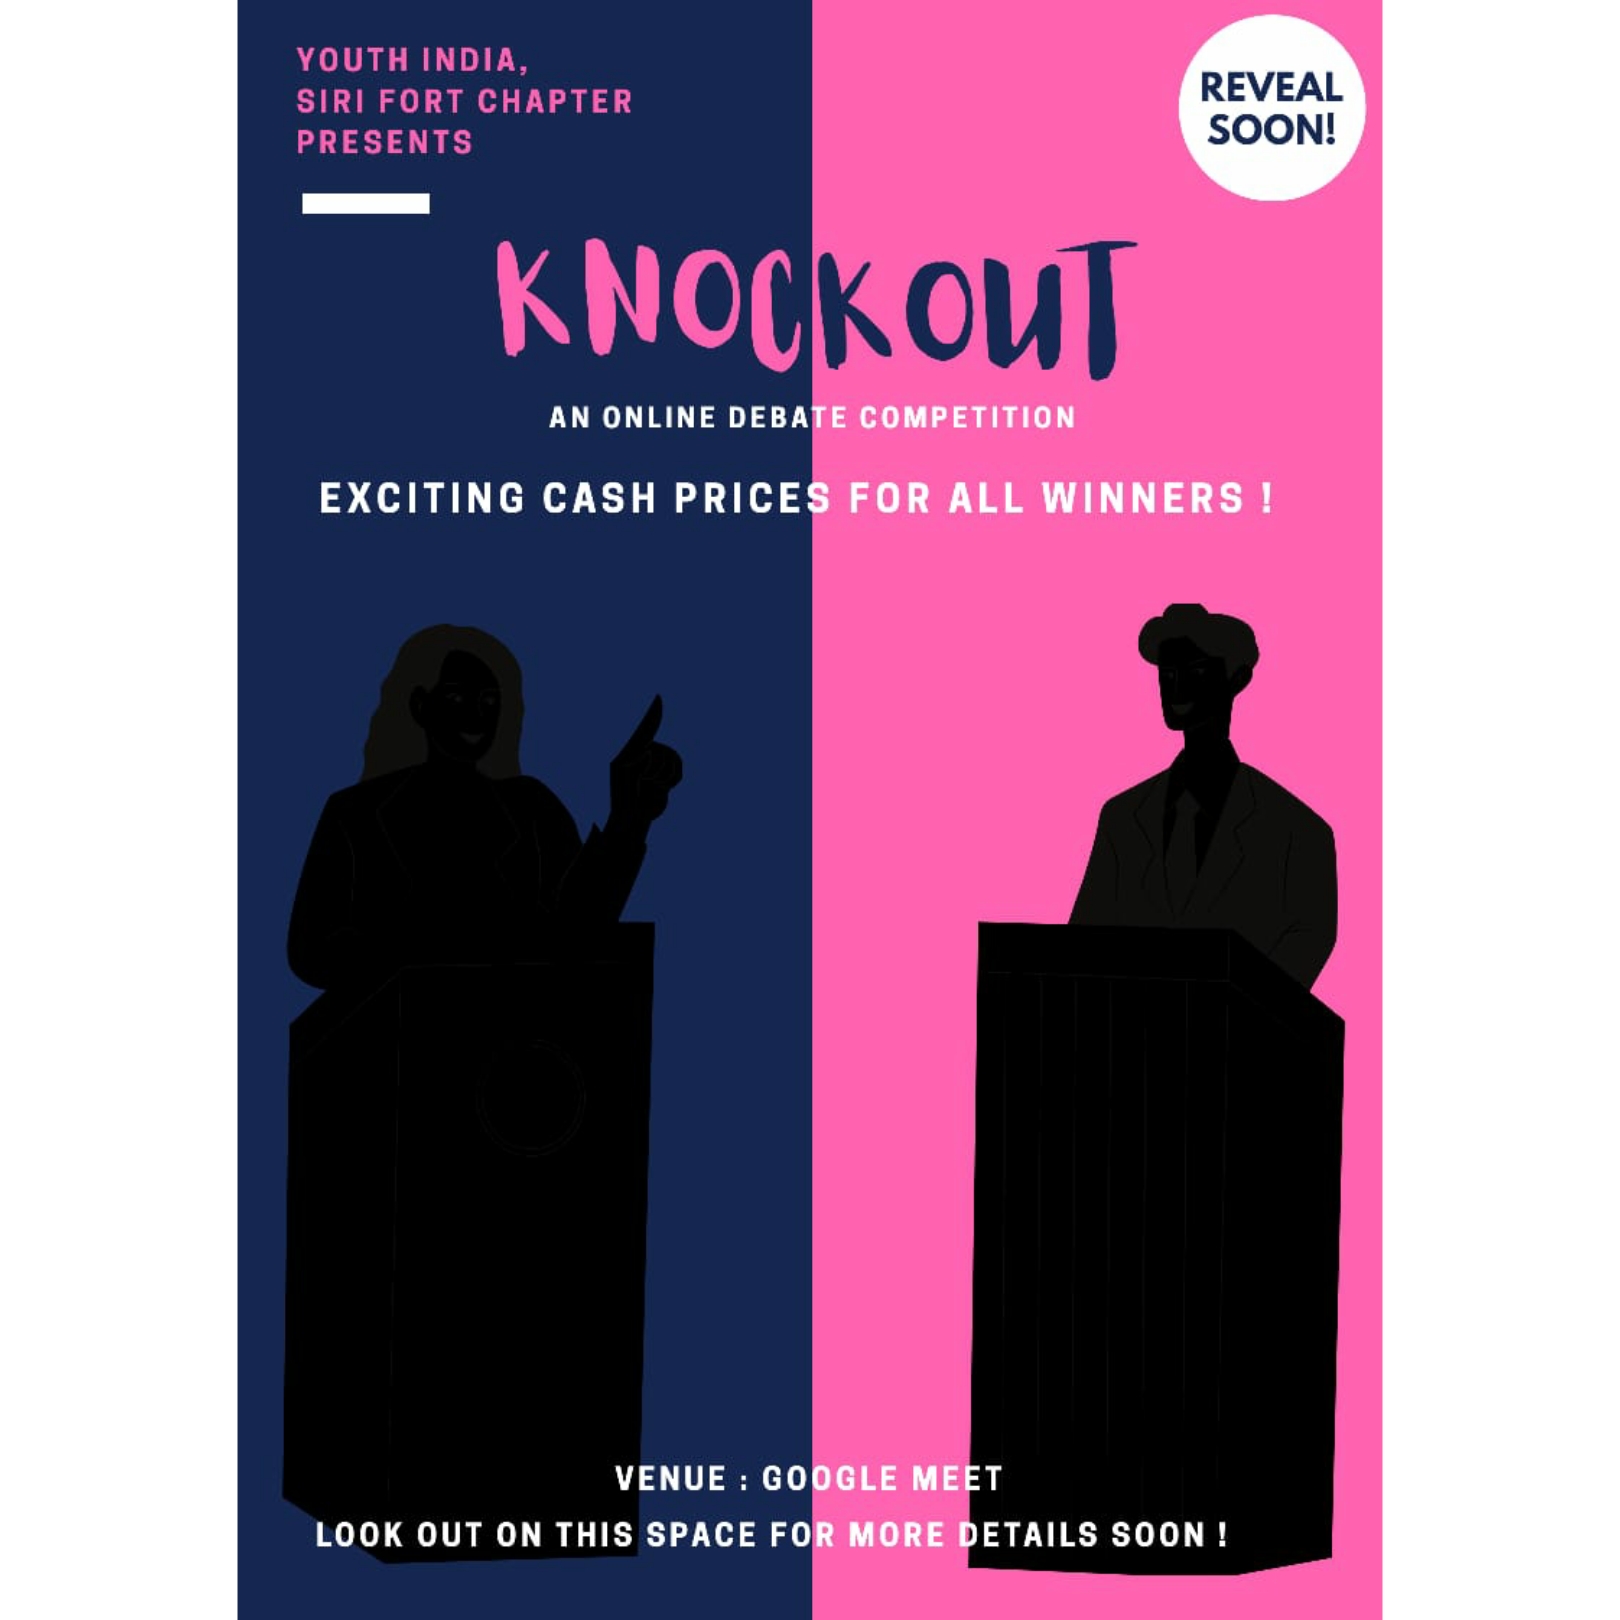 YOUTH INDIA,
SIRI FORT CHAPTER
PRESENTS
REVEAL
SOON!
KNOCKOUT
AN ONLINE DEBATE COMPETITION
EXCITING CASH PRICES FOR ALL WINNERS !
VENUE : GOOGLE MEET
LOOK OUT ON THIS SPACE FOR MORE DETAILS SOON !